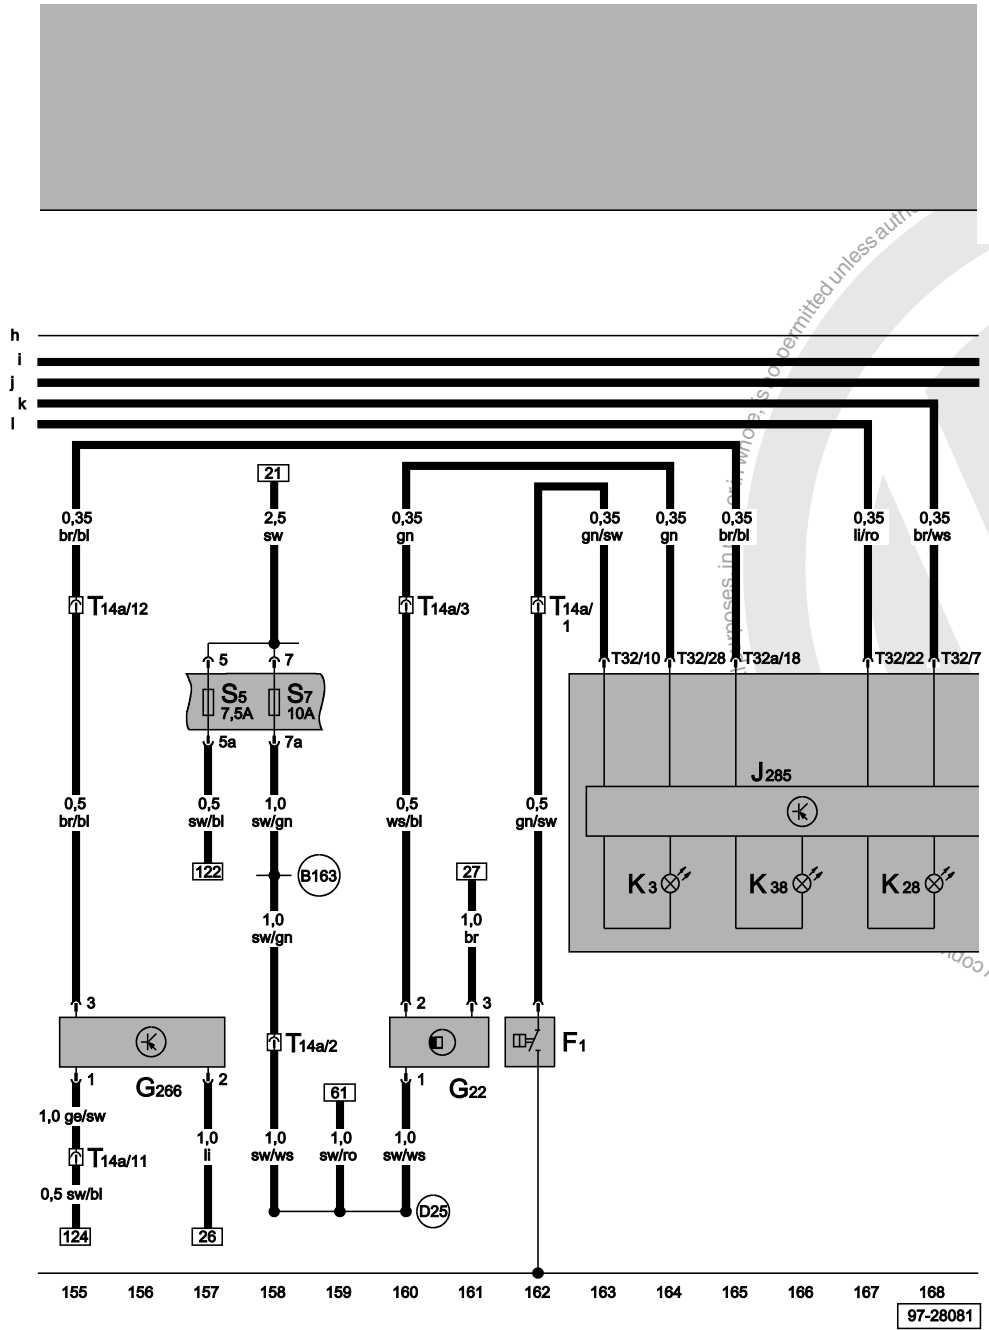 h
i
j
k
l
21
0,35 2,5 0,35 0,35 0,35 0,35 0,35 0,35
br/bl sw gn gn/sw gn br/bl li/ro br/ws
T14a/12 T14a/3 T14a/
1
5 7 T32/10 T32/28 T32a/18 T32/22 T32/7
S5 S7
7,5A 10A
5a 7a
J285
0,5 0,5 1,0 0,5 0,5
br/bl sw/bl sw/gn ws/bl gn/sw
122 B163 27 K3 K38 K28
1,0 1,0
sw/gn br
3 2 3
T14a/2 F1
1 2 1
G266 G22
61
1,0 ge/sw
1,0 1,0 1,0 1,0
li sw/ws sw/ro sw/ws
T14a/11
0,5 sw/bl
D25
124 26
155 156 157 158 159 160 161 162 163 164 165 166 167 168
97-28081
permitted unless auth
in whole, is no